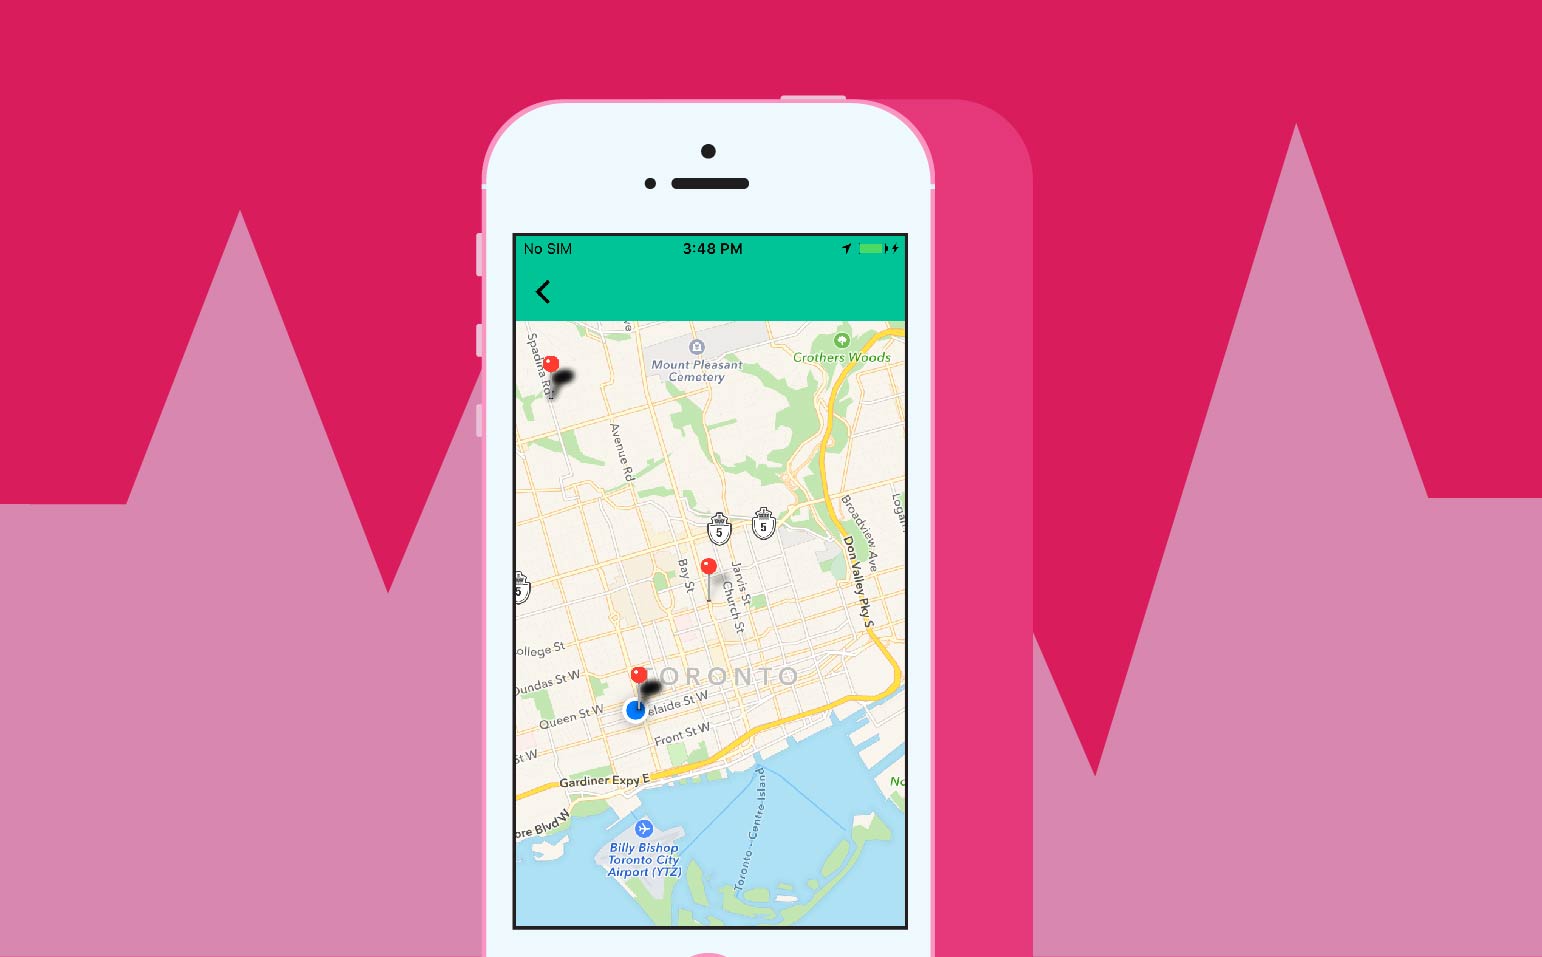 No SIM
3:48 PM
Spadina Rd
Ave
Mount Pleasant
Cemetery
Crothers Woods
Avenue Rd
5
5
5
Broadview Ave
Logan
Don Valley Pky S
Bay St
Jarvis St
Church St
ollege St
TORONTO
Dundas St W
elaide St W
Queen St W
Front St W
St W
Gardiner Expy E
ore Blvd W
No
Billy Bishop
Toronto City
Airport (YTZ)
Toronto - Centre Islan